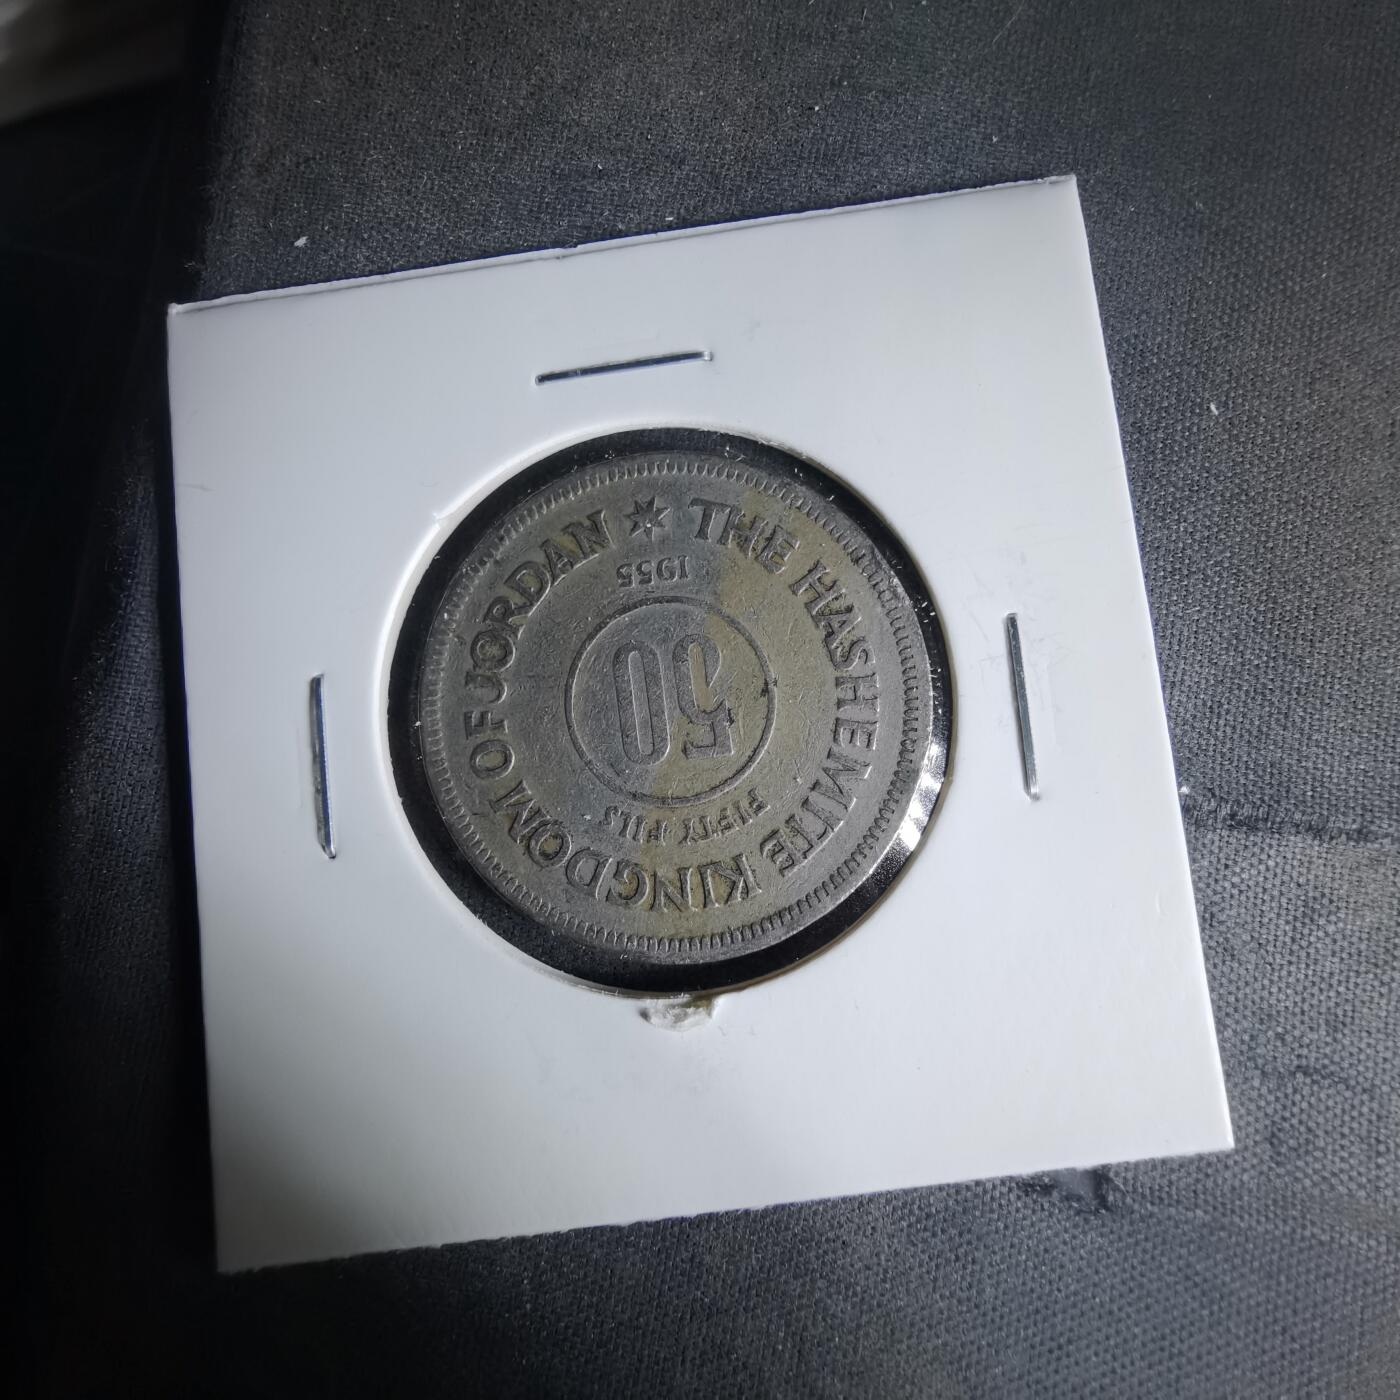 THE HASHEMITE KINGDOM OF JORDAN
FIFTY FILS
50
1955